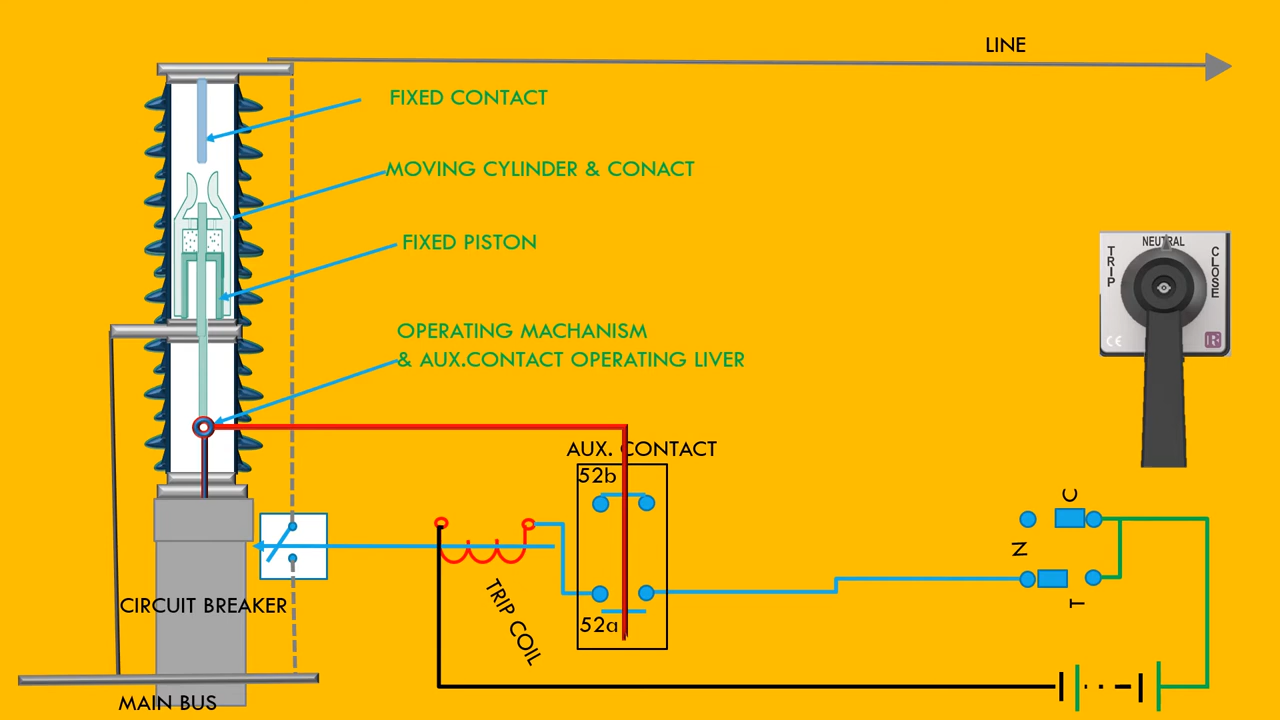 LINE
FIXED CONTACT
MOVING CYLINDER & CONACT
FIXED PISTON
NEUTRAL
TRIP
CLOSE
CE
R
OPERATING MACHANISM
& AUX.CONTACT OPERATING LIVER
AUX. CONTACT
52b
C
N
T
52a
TRIP COIL
CIRCUIT BREAKER
MAIN BUS